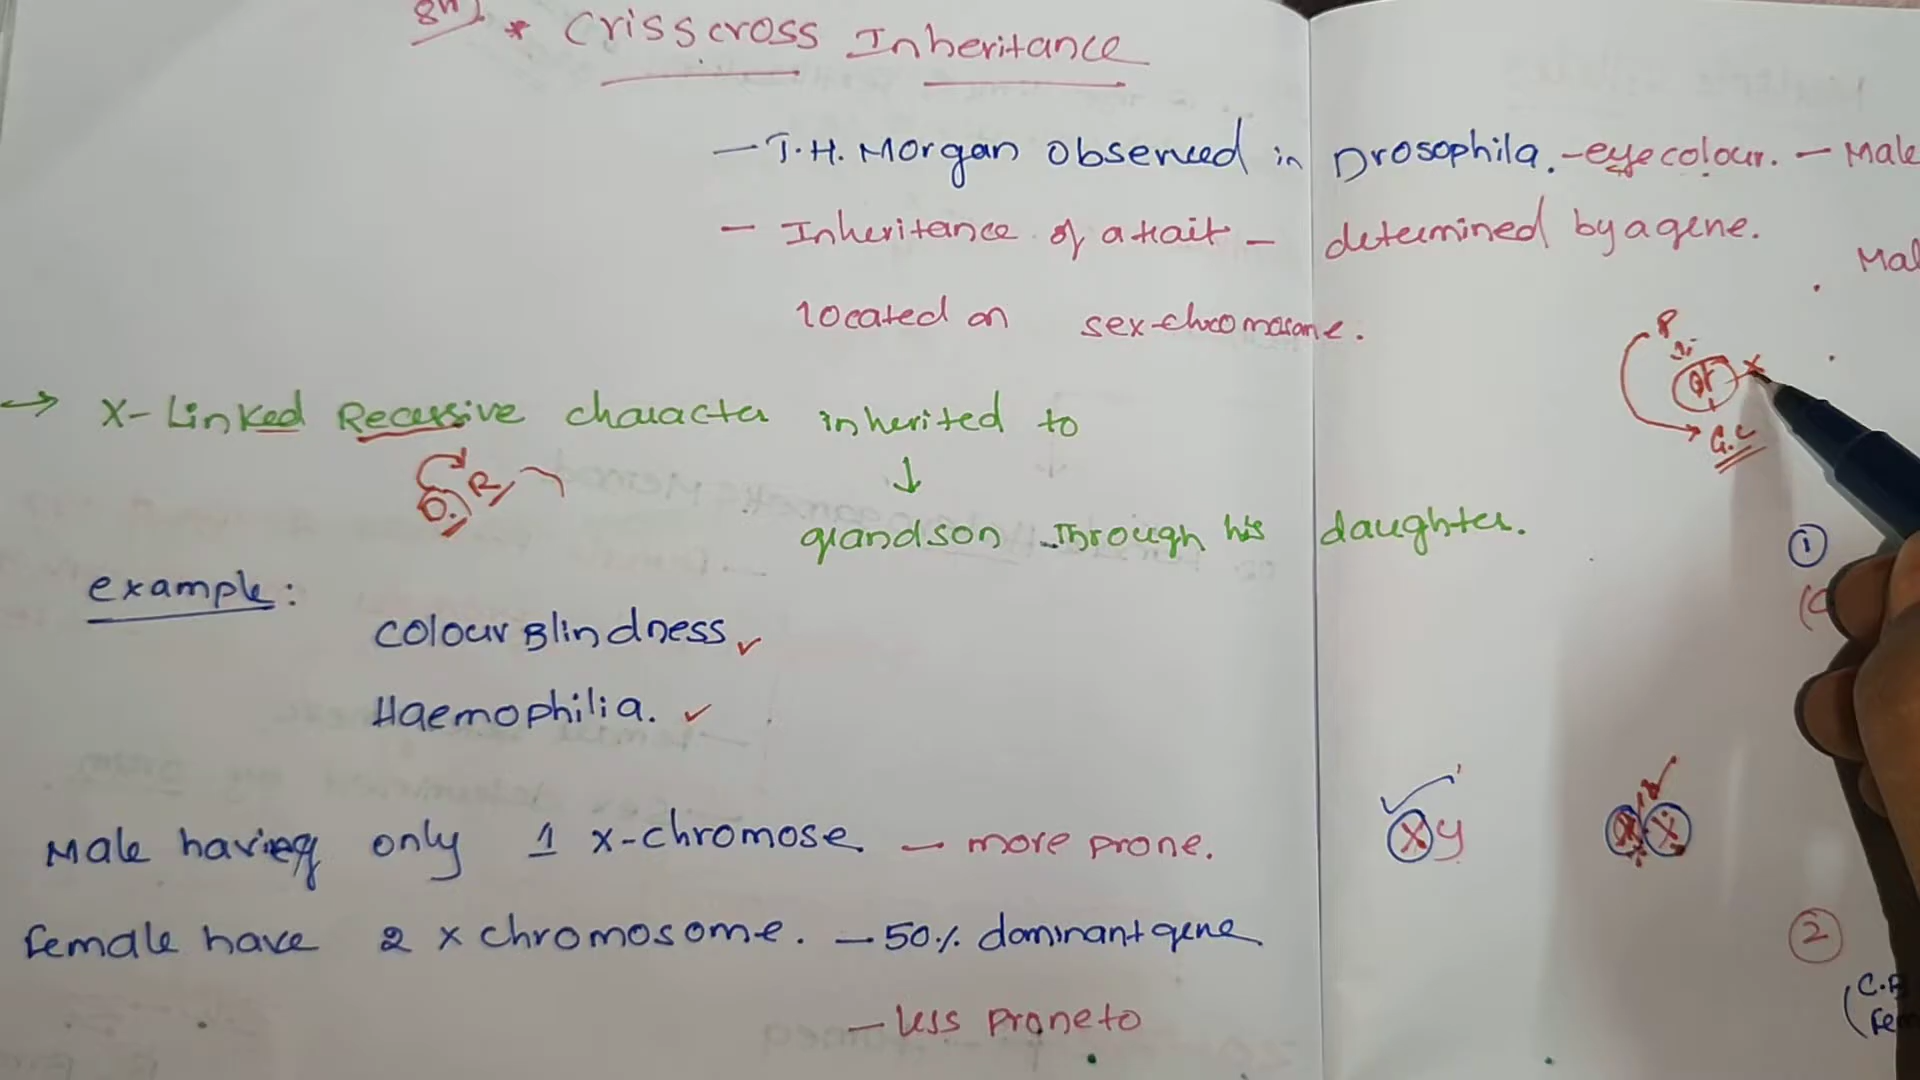 8M * Crisscross Inheritance
— T.H. Morgan observed in Drosophila. - eye colour. — Male
— Inheritance of a trait — determined by a gene.
Mal
located on sex-chromosome.
P
→ X-Linked Recessive character inherited to
G.C
D. R
↓
grandson through his daughter.
①
example:
colour Blindness ✓
Haemophilia. ✓
Male having only 1 x-chromose — more prone.
X y
X X
female have 2 x chromosome. — 50% dominant gene
②
— less prone to